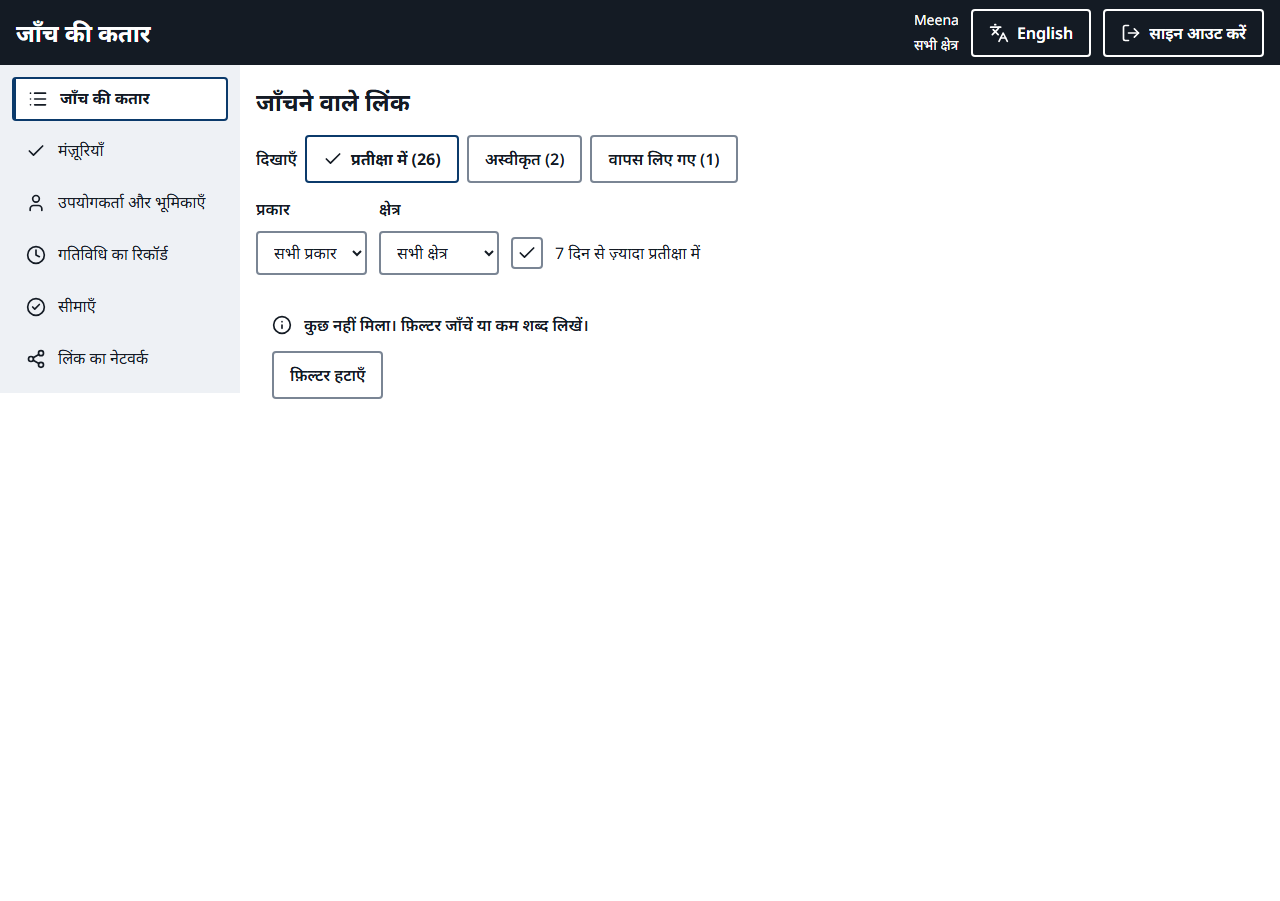 जाँच की कतार
Meena
सभी क्षेत्र
English
साइन आउट करें
जाँच की कतार
मंज़ूरियाँ
उपयोगकर्ता और भूमिकाएँ
गतिविधि का रिकॉर्ड
सीमाएँ
लिंक का नेटवर्क
जाँचने वाले लिंक
दिखाएँ
प्रतीक्षा में (26)
अस्वीकृत (2)
वापस लिए गए (1)
प्रकार
क्षेत्र
सभी प्रकार
सभी क्षेत्र
7 दिन से ज़्यादा प्रतीक्षा में
कुछ नहीं मिला। फ़िल्टर जाँचें या कम शब्द लिखें।
फ़िल्टर हटाएँ